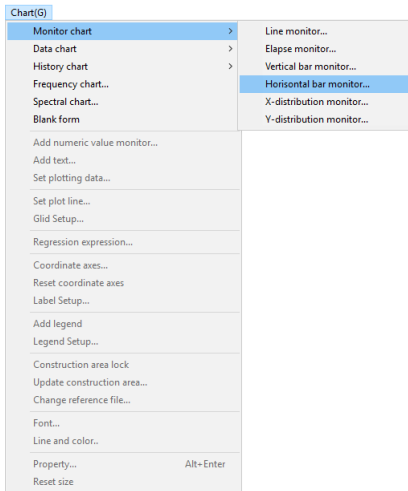 Chart(G)
Monitor chart >
Data chart >
History chart >
Frequency chart...
Spectral chart...
Blank form
Add numeric value monitor...
Add text...
Set plotting data...
Set plot line...
Glid Setup...
Regression expression...
Coordinate axes...
Reset coordinate axes
Label Setup...
Add legend
Legend Setup...
Construction area lock
Update construction area...
Change reference file...
Font...
Line and color..
Property... Alt+Enter
Reset size
Line monitor...
Elapse monitor...
Vertical bar monitor...
Horisontal bar monitor...
X-distribution monitor...
Y-distribution monitor...